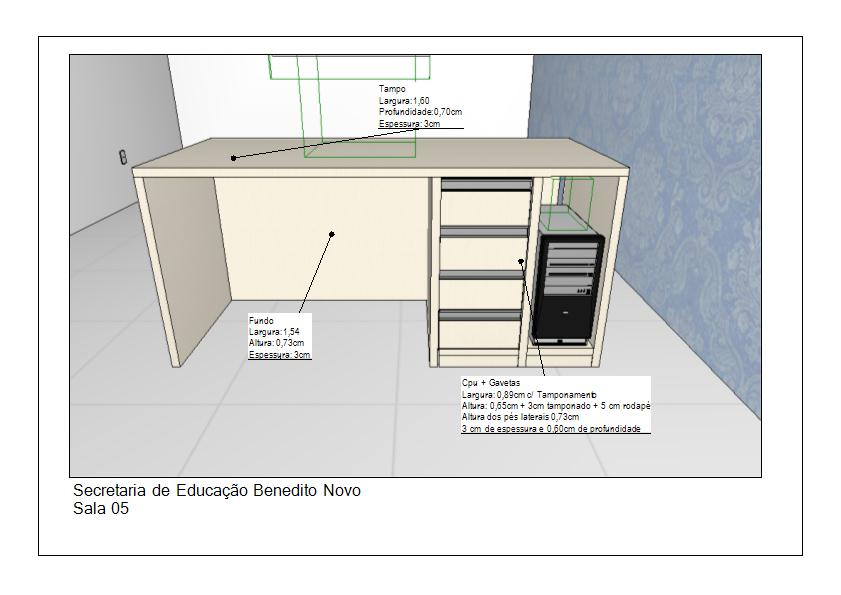 Tampo
Largura:1,60
Profundidade:0,70cm
Espessura: 3cm
Fundo
Largura:1,54
Altura: 0,73cm
Espessura: 3cm
Cpu + Gavetas
Largura: 0,89cm c/ Tamponamento
Altura: 0,65cm + 3cm tamponado + 5 cm rodapé
Altura dos pés laterais 0,73cm
3 cm de espessura e 0,60cm de profundidade
Secretaria de Educação Benedito Novo
Sala 05